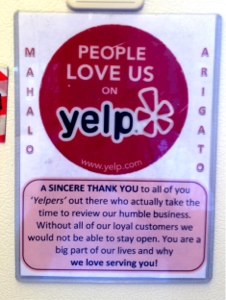 PEOPLE
LOVE US
ON
yelp
www.yelp.com
MAHALO
ARIGATO
A SINCERE THANK YOU to all of you
'Yelpers' out there who actually take the
time to review our humble business.
Without all of our loyal customers we
would not be able to stay open. You are a
big part of our lives and why
we love serving you!